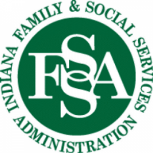 INDIANA FAMILY & SOCIAL SERVICES
FSSA
ADMINISTRATION